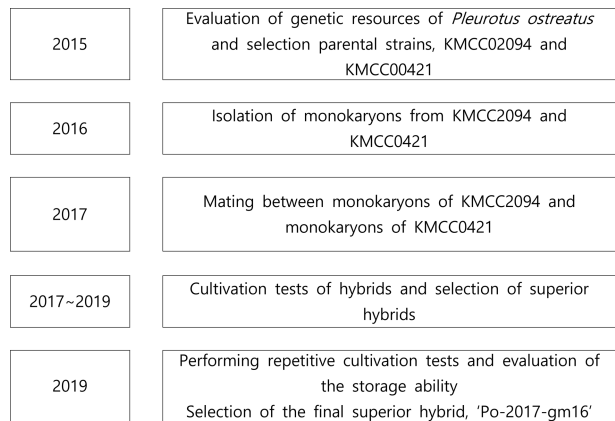 2015
Evaluation of genetic resources of Pleurotus ostreatus
and selection parental strains, KMCC02094 and
KMCC00421
2016
Isolation of monokaryons from KMCC2094 and
KMCC0421
2017
Mating between monokaryons of KMCC2094 and
monokaryons of KMCC0421
2017~2019
Cultivation tests of hybrids and selection of superior
hybrids
2019
Performing repetitive cultivation tests and evaluation of
the storage ability
Selection of the final superior hybrid, ‘Po-2017-gm16’